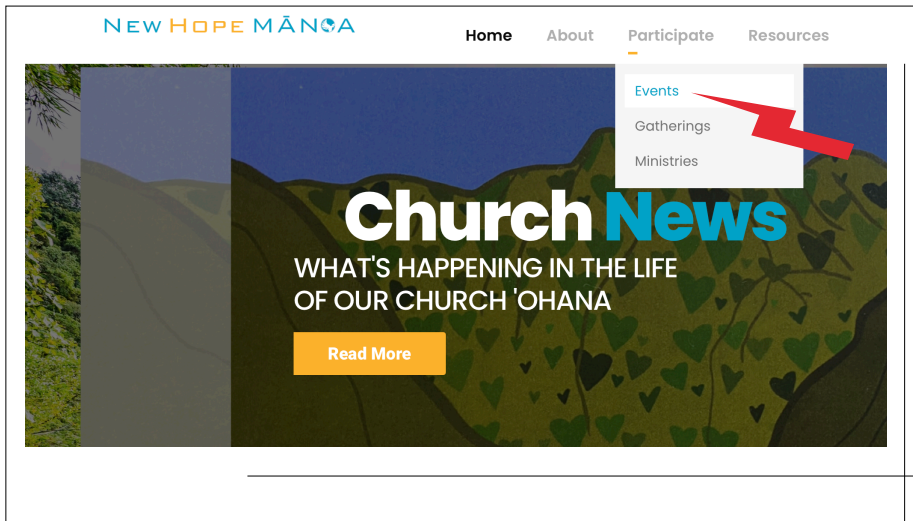 NEW HOPE MĀNOA
Home About Participate Resources
Events
Gatherings
Ministries
Church News
WHAT'S HAPPENING IN THE LIFE
OF OUR CHURCH 'OHANA
Read More